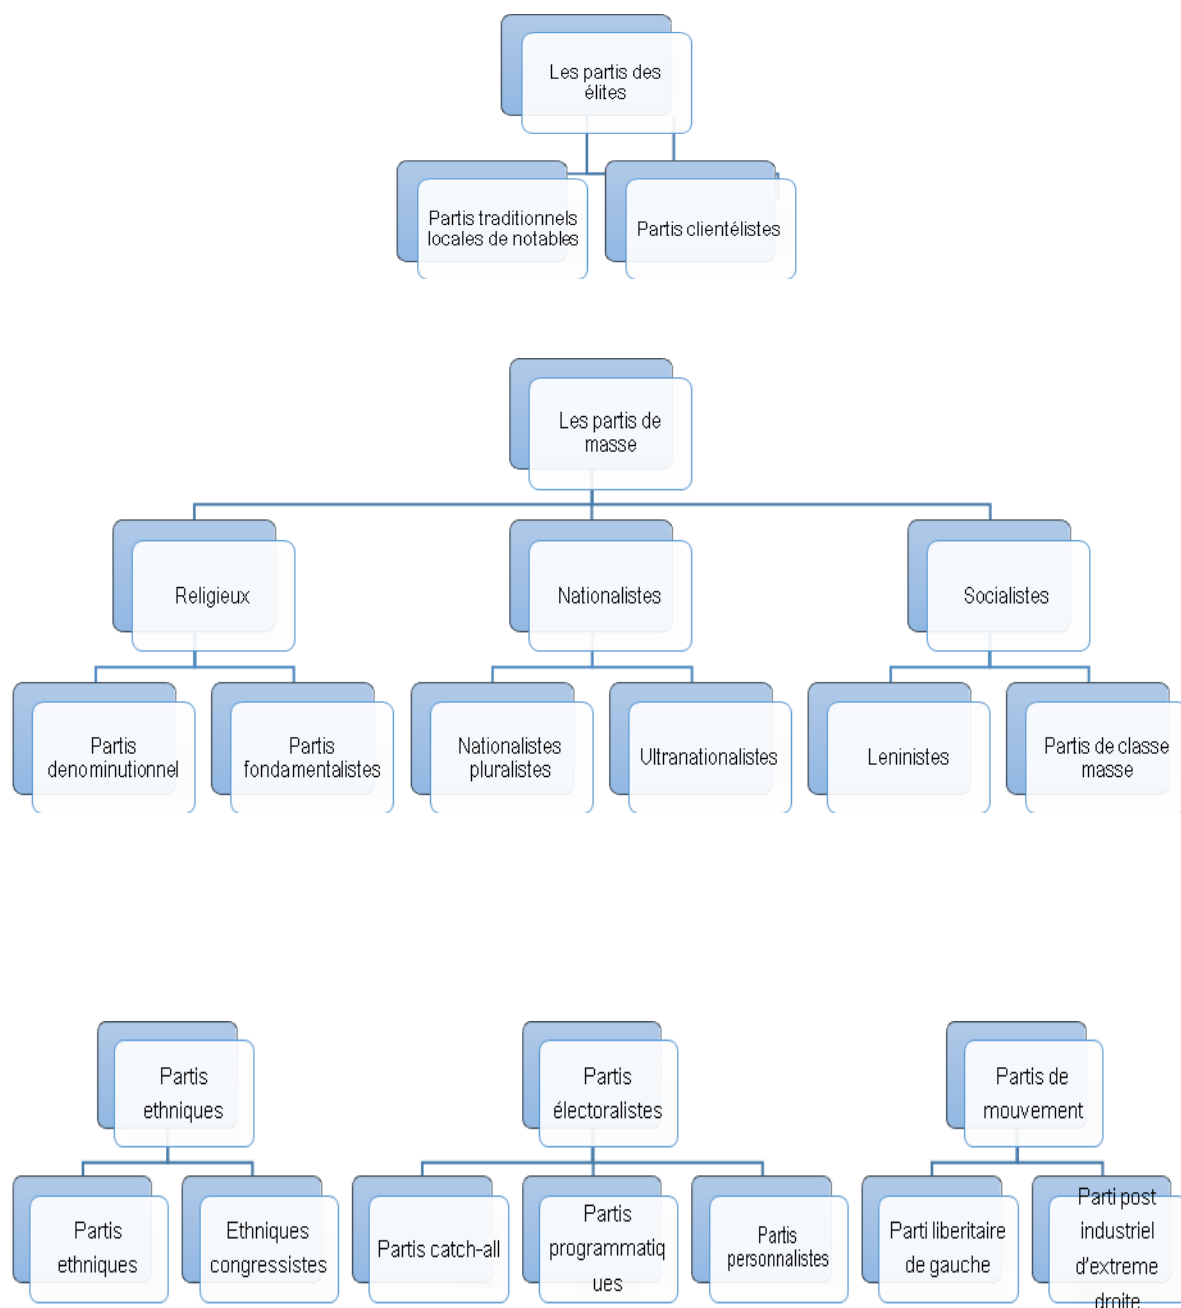 Les partis des
élites
Partis traditionnels
locales de notables
Partis clientélistes
Les partis de
masse
Religieux
Nationalistes
Socialistes
Partis
denominutionnel
Partis
fondamentalistes
Nationalistes
pluralistes
Ultranationalistes
Leninistes
Partis de classe
masse
Partis
ethniques
Partis
électoralistes
Partis de
mouvement
Partis
ethniques
Ethniques
congressistes
Partis catch-all
Partis
programmatiq
ues
Partis
personnalistes
Parti liberitaire
de gauche
Parti post
industriel
d'extreme
droite